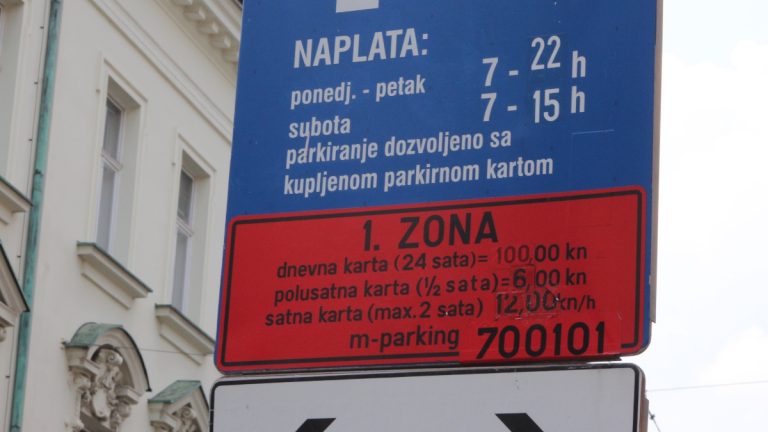 NAPLATA:
ponedj. - petak 7 - 22 h
subota 7 - 15 h
parkiranje dozvoljeno sa
kupljenom parkirnom kartom
1. ZONA
dnevna karta (24 sata)= 100,00 kn
polusatna karta (½ sata)=6,00 kn
satna karta (max.2 sata) 12,00kn/h
m-parking 700101